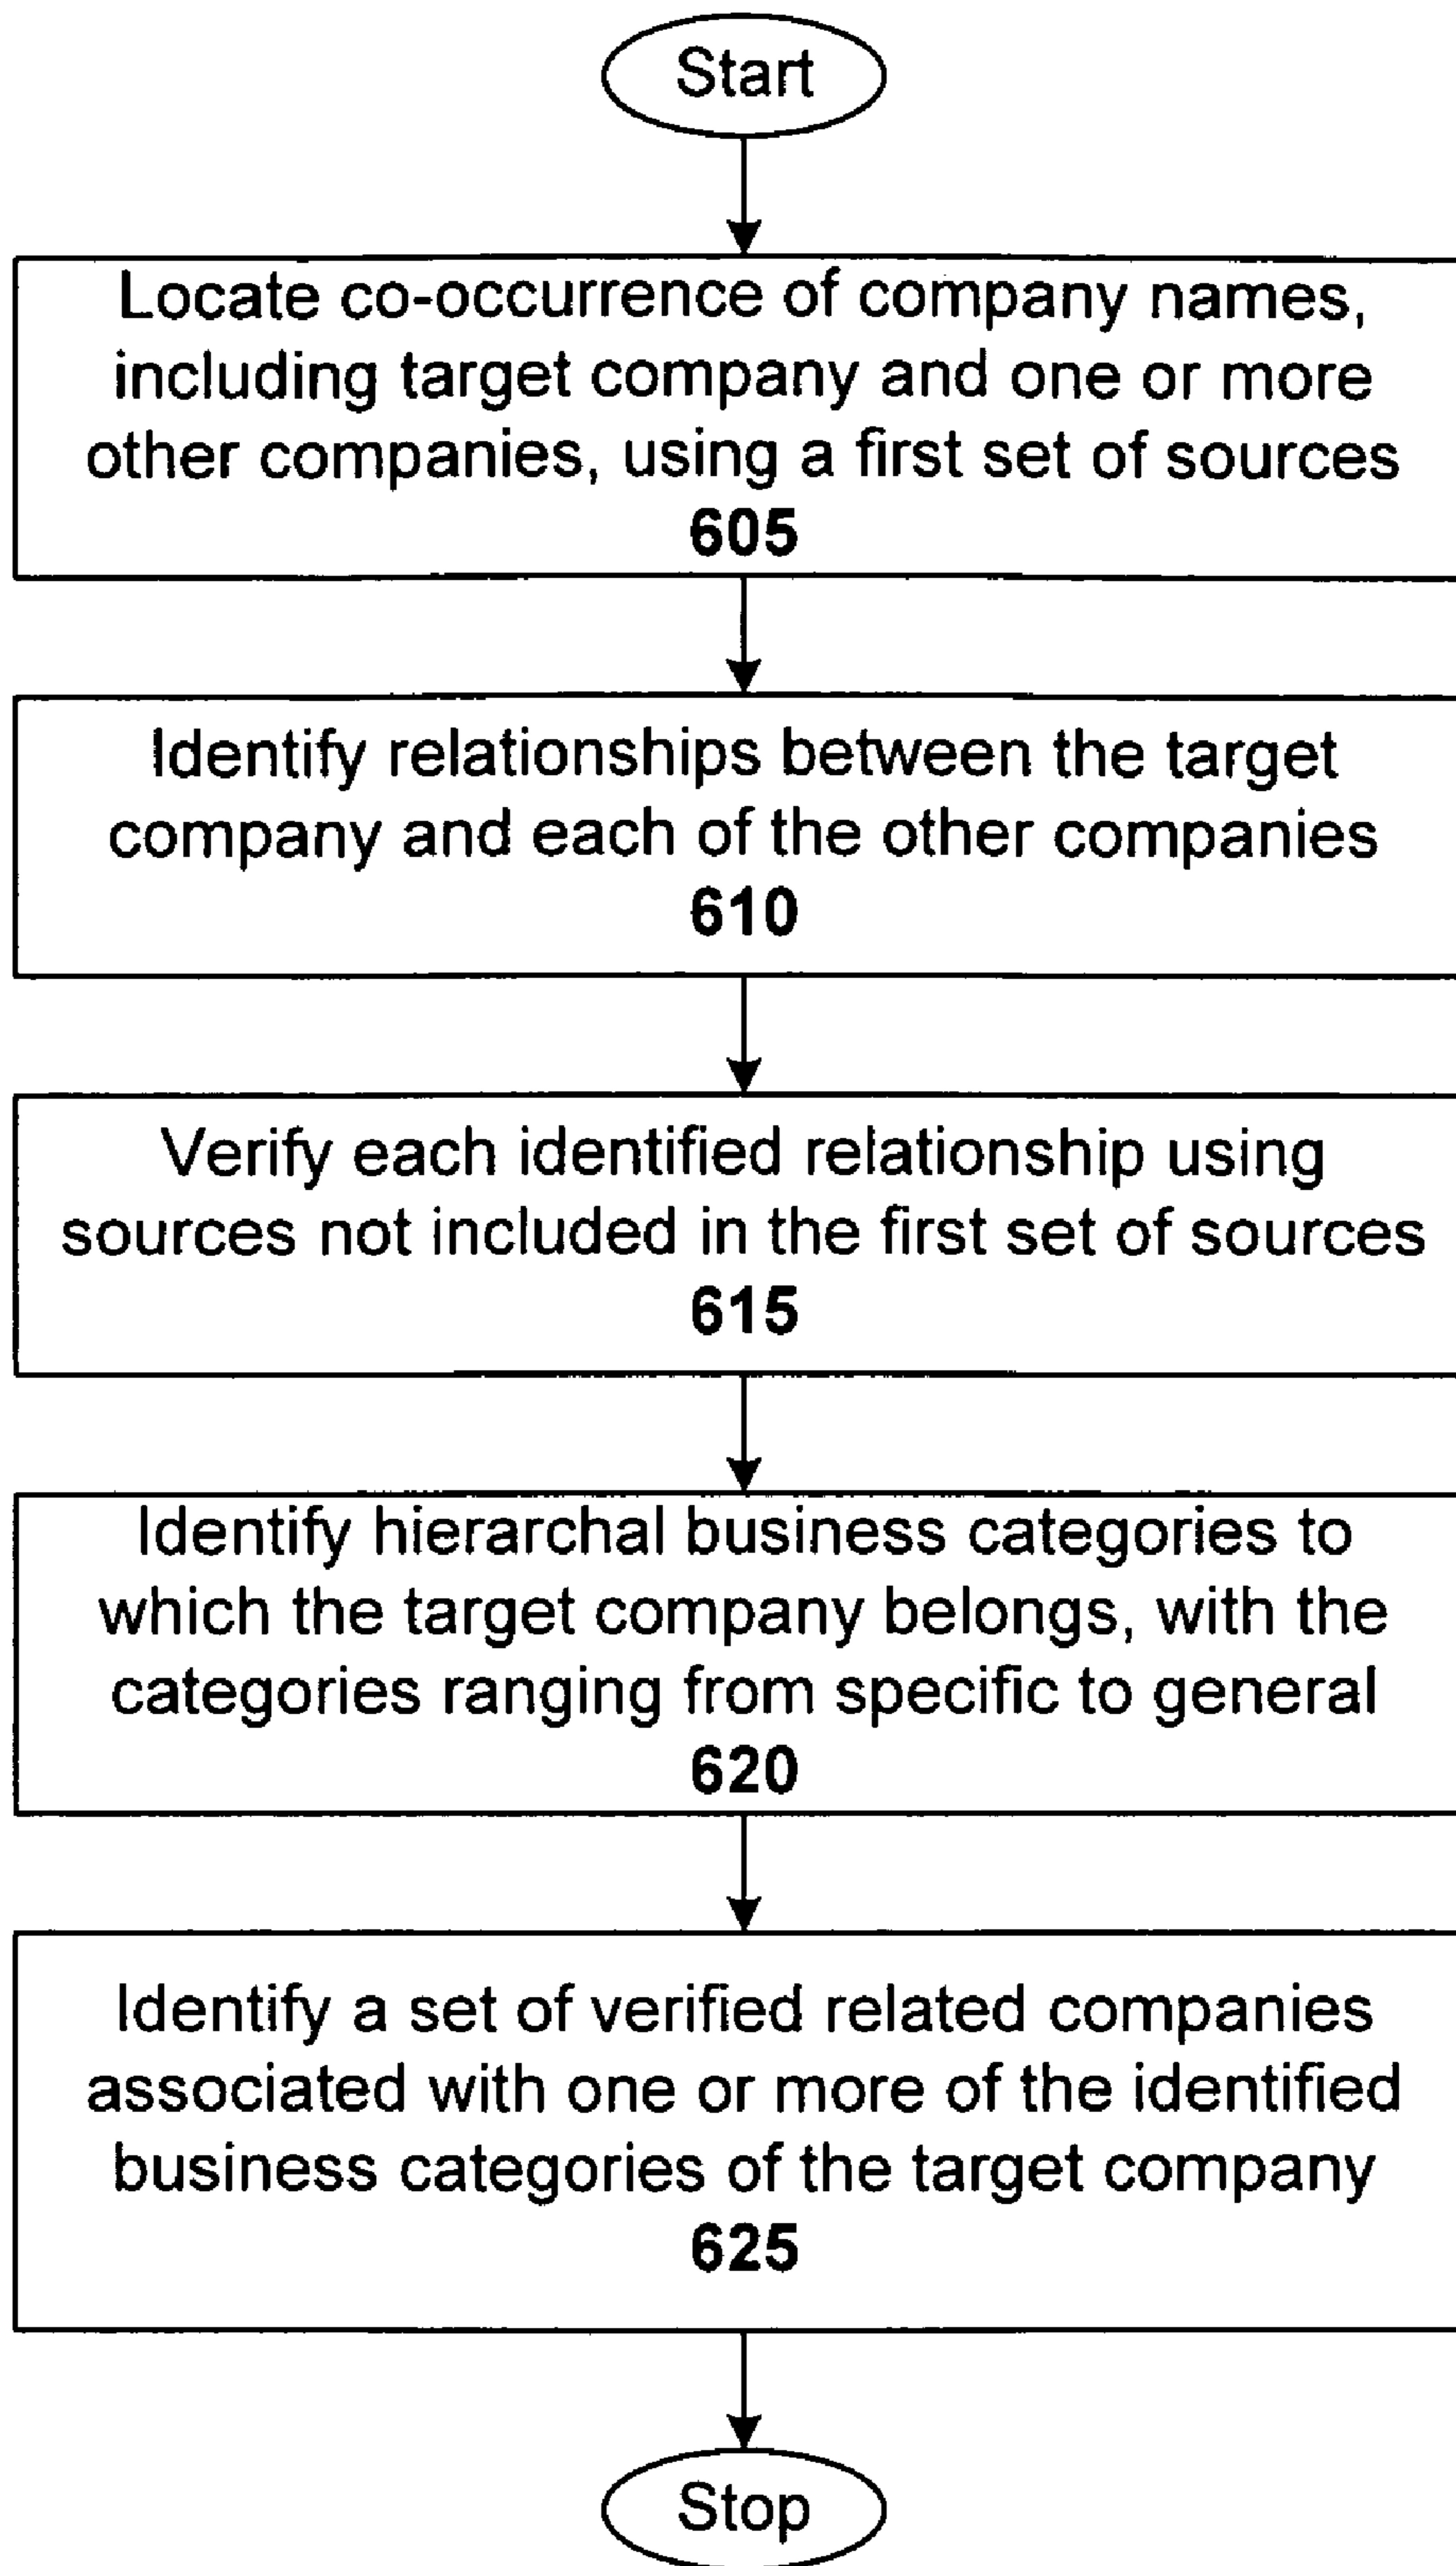 Start
Locate co-occurrence of company names,
including target company and one or more
other companies, using a first set of sources
605
Identify relationships between the target
company and each of the other companies
610
Verify each identified relationship using
sources not included in the first set of sources
615
Identify hierarchal business categories to
which the target company belongs, with the
categories ranging from specific to general
620
Identify a set of verified related companies
associated with one or more of the identified
business categories of the target company
625
Stop